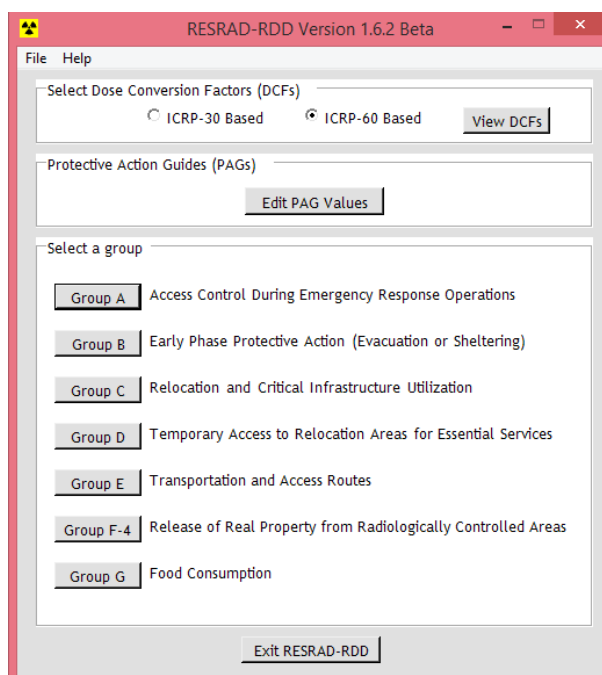 RESRAD-RDD Version 1.6.2 Beta
File Help
Select Dose Conversion Factors (DCFs)
ICRP-30 Based ICRP-60 Based View DCFs
Protective Action Guides (PAGs)
Edit PAG Values
Select a group
Group A Access Control During Emergency Response Operations
Group B Early Phase Protective Action (Evacuation or Sheltering)
Group C Relocation and Critical Infrastructure Utilization
Group D Temporary Access to Relocation Areas for Essential Services
Group E Transportation and Access Routes
Group F-4 Release of Real Property from Radiologically Controlled Areas
Group G Food Consumption
Exit RESRAD-RDD